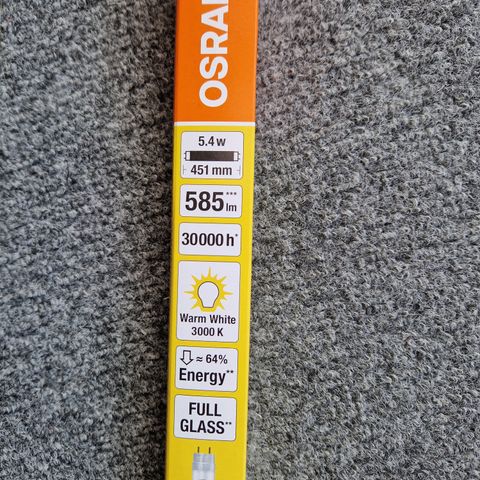 OSRA
5.4 w
451 mm
585*** lm
30000 h*
Warm White
3000 K
≈ 64%
Energy**
FULL
GLASS**